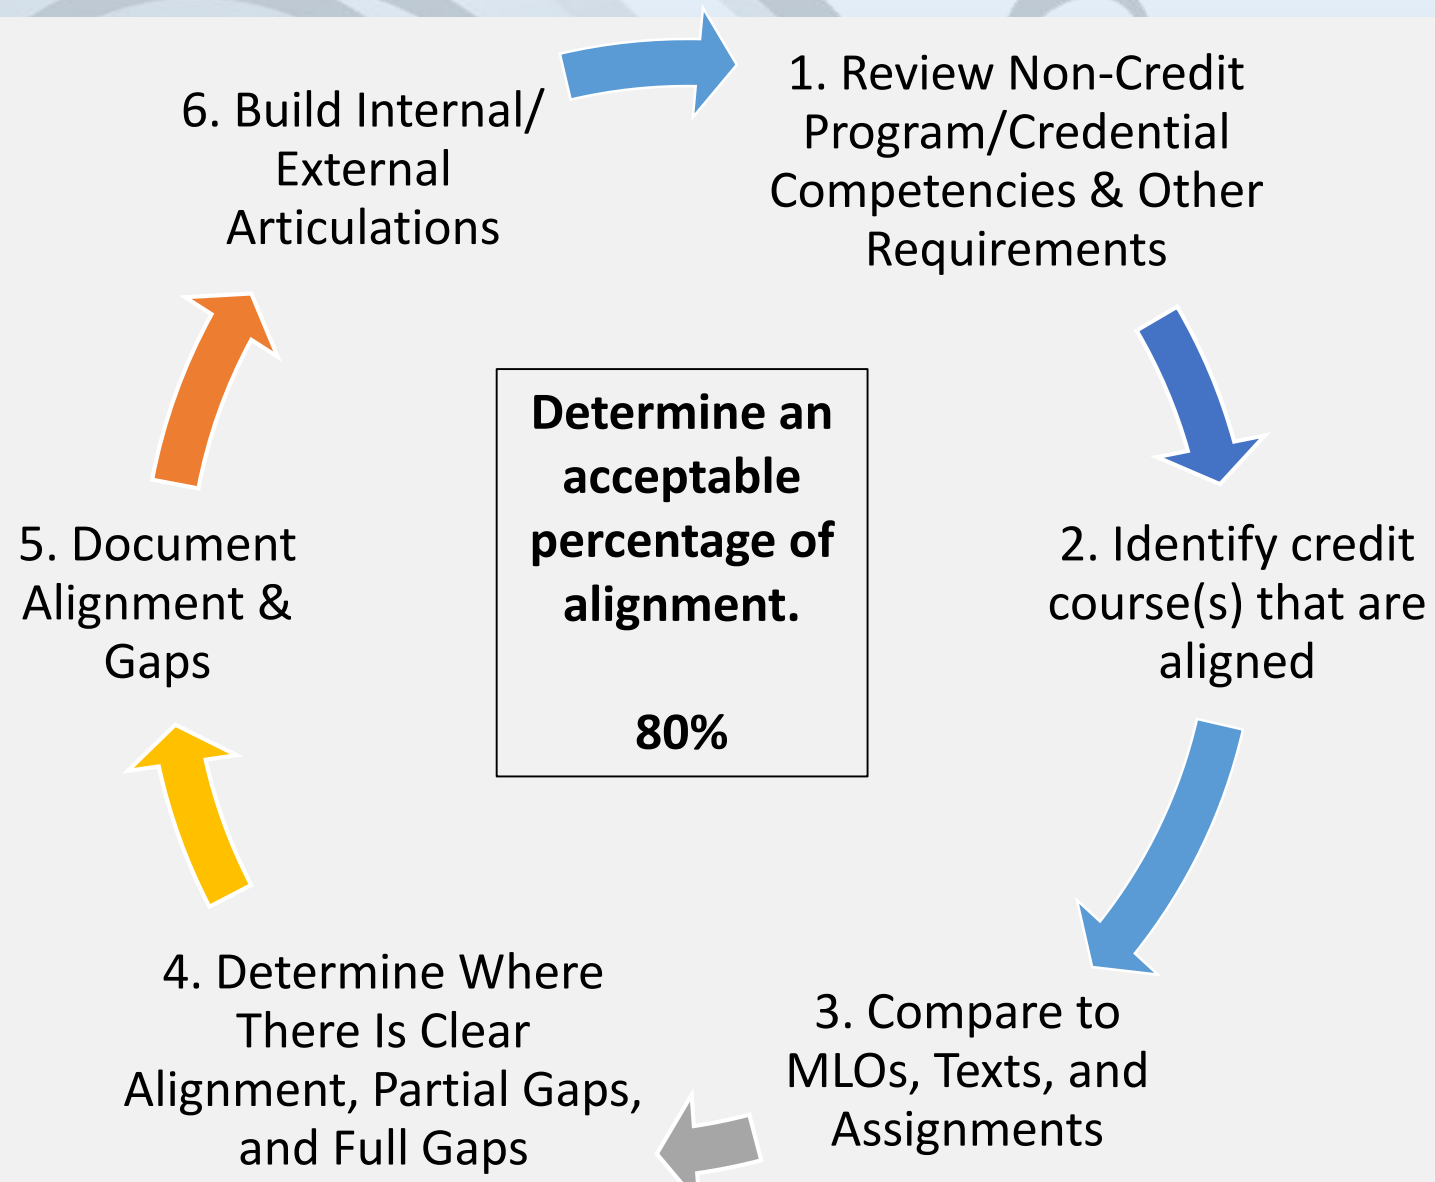 1. Review Non-Credit
Program/Credential
Competencies & Other
Requirements
2. Identify credit
course(s) that are
aligned
3. Compare to
MLOs, Texts, and
Assignments
4. Determine Where
There Is Clear
Alignment, Partial Gaps,
and Full Gaps
5. Document
Alignment &
Gaps
6. Build Internal/
External
Articulations
Determine an
acceptable
percentage of
alignment.
80%